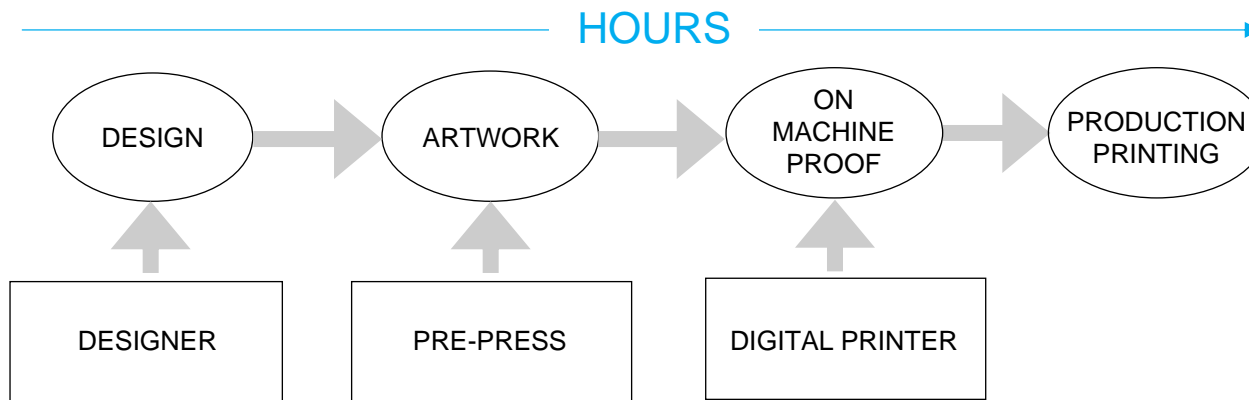 HOURS
DESIGN
ARTWORK
ON
MACHINE
PROOF
PRODUCTION
PRINTING
DESIGNER
PRE-PRESS
DIGITAL PRINTER